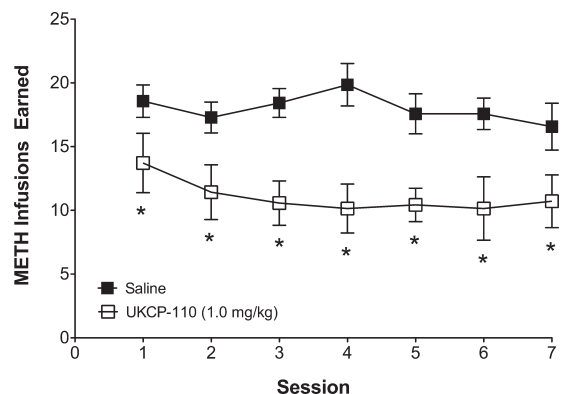 25
20
15
10
5
0
METH Infusions Earned
*
*
*
*
*
*
*
Saline
UKCP-110 (1.0 mg/kg)
0 1 2 3 4 5 6 7
Session